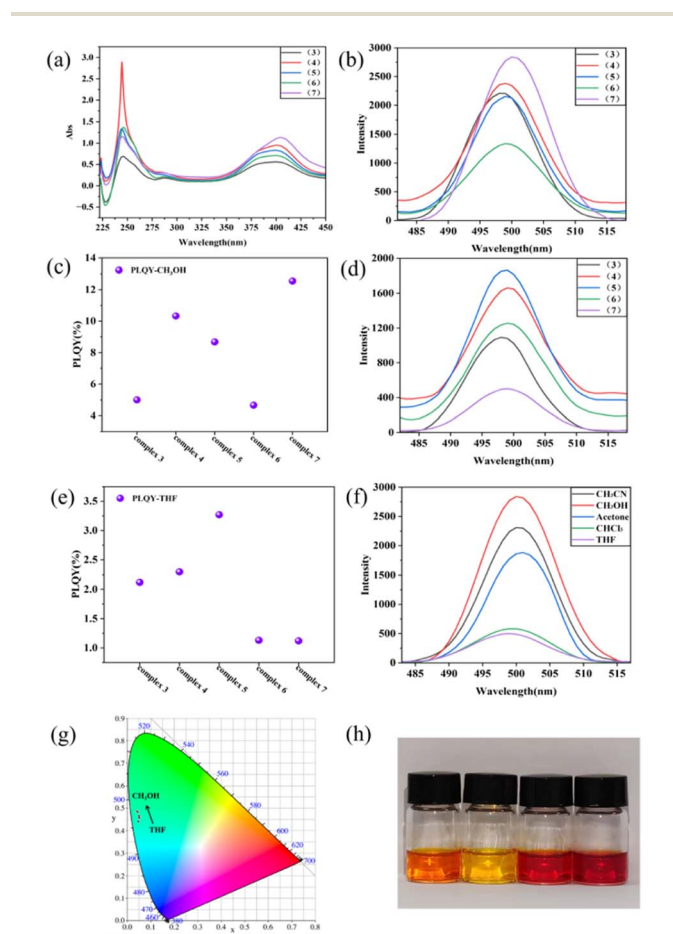 (a)
3.0
2.5
2.0
1.5
1.0
0.5
0.0
−0.5
Abs
225 250 275 300 325 350 375 400 425 450
Wavelength(nm)
(3)
(4)
(5)
(6)
(7)
(b)
3000
2500
2000
1500
1000
500
0
Intensity
485 490 495 500 505 510 515
Wavelength(nm)
(3)
(4)
(5)
(6)
(7)
(c)
PLQY-CH₃OH
14
12
10
8
6
4
PLQY(%)
complex 3
complex 4
complex 5
complex 6
complex 7
(d)
2000
1600
1200
800
400
0
Intensity
485 490 495 500 505 510 515
Wavelength(nm)
(3)
(4)
(5)
(6)
(7)
(e)
PLQY-THF
3.5
3.0
2.5
2.0
1.5
1.0
PLQY(%)
complex 3
complex 4
complex 5
complex 6
complex 7
(f)
3000
2500
2000
1500
1000
500
0
Intensity
485 490 495 500 505 510 515
Wavelength(nm)
CH₃CN
CH₃OH
Acetone
CHCl₃
THF
(g)
0.9
0.8
0.7
0.6
0.5
0.4
0.3
0.2
0.1
0.0
y
0.0 0.1 0.2 0.3 0.4 0.5 0.6 0.7 0.8
x
520
540
560
580
600
620
700
500
490
480
470
460
380
CH₃OH
THF
(h)